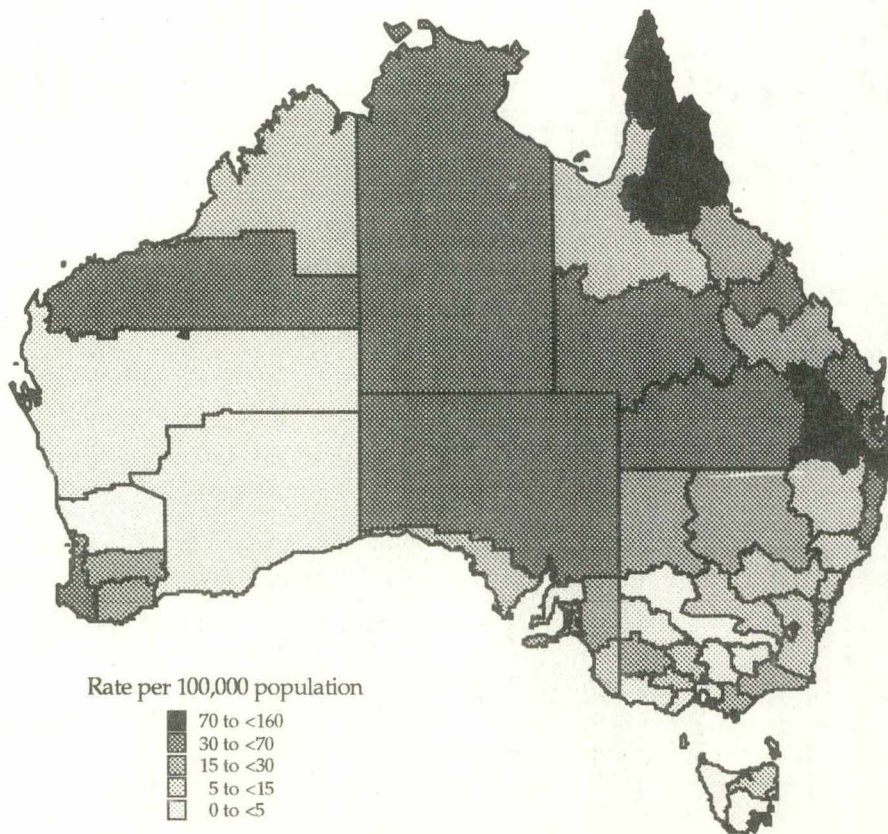 Rate per 100,000 population
70 to <160
30 to <70
15 to <30
5 to <15
0 to <5